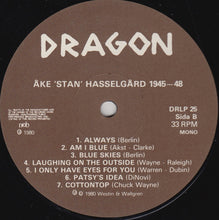 DRAGON
ÅKE 'STAN' HASSELGÅRD 1945—48
DRLP 25
Sida B
33 RPM
MONO
ncb
℗ 1980
1. ALWAYS (Berlin)
2. AM I BLUE (Akst - Clarke)
3. BLUE SKIES (Berlin)
4. LAUGHING ON THE OUTSIDE (Wayne - Raleigh)
5. I ONLY HAVE EYES FOR YOU (Warren - Dubin)
6. PATSY'S IDEA (DiNovi)
7. COTTONTOP (Chuck Wayne)
© 1980 Westin & Wallgren